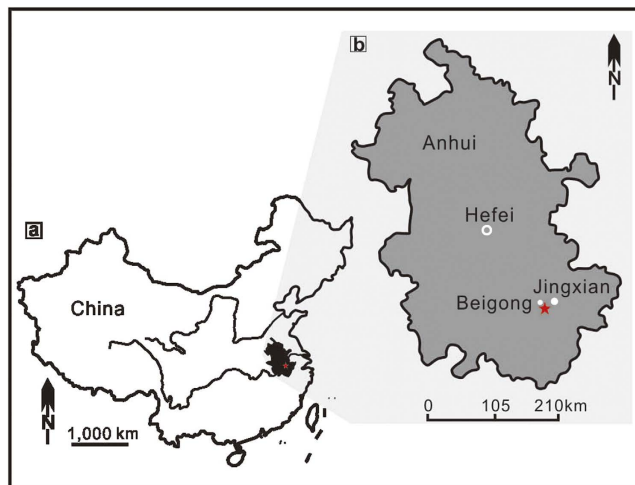 a
China
N
1,000 km
b
N
Anhui
Hefei
Jingxian
Beigong
0 105 210km